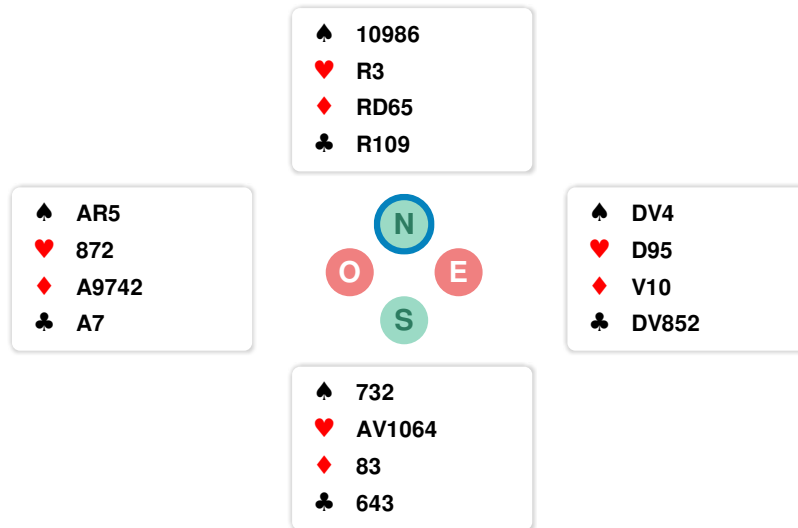 ♠ 10986
♥ R3
♦ RD65
♣ R109
♠ AR5
♥ 872
♦ A9742
♣ A7
N
O E
S
♠ DV4
♥ D95
♦ V10
♣ DV852
♠ 732
♥ AV1064
♦ 83
♣ 643